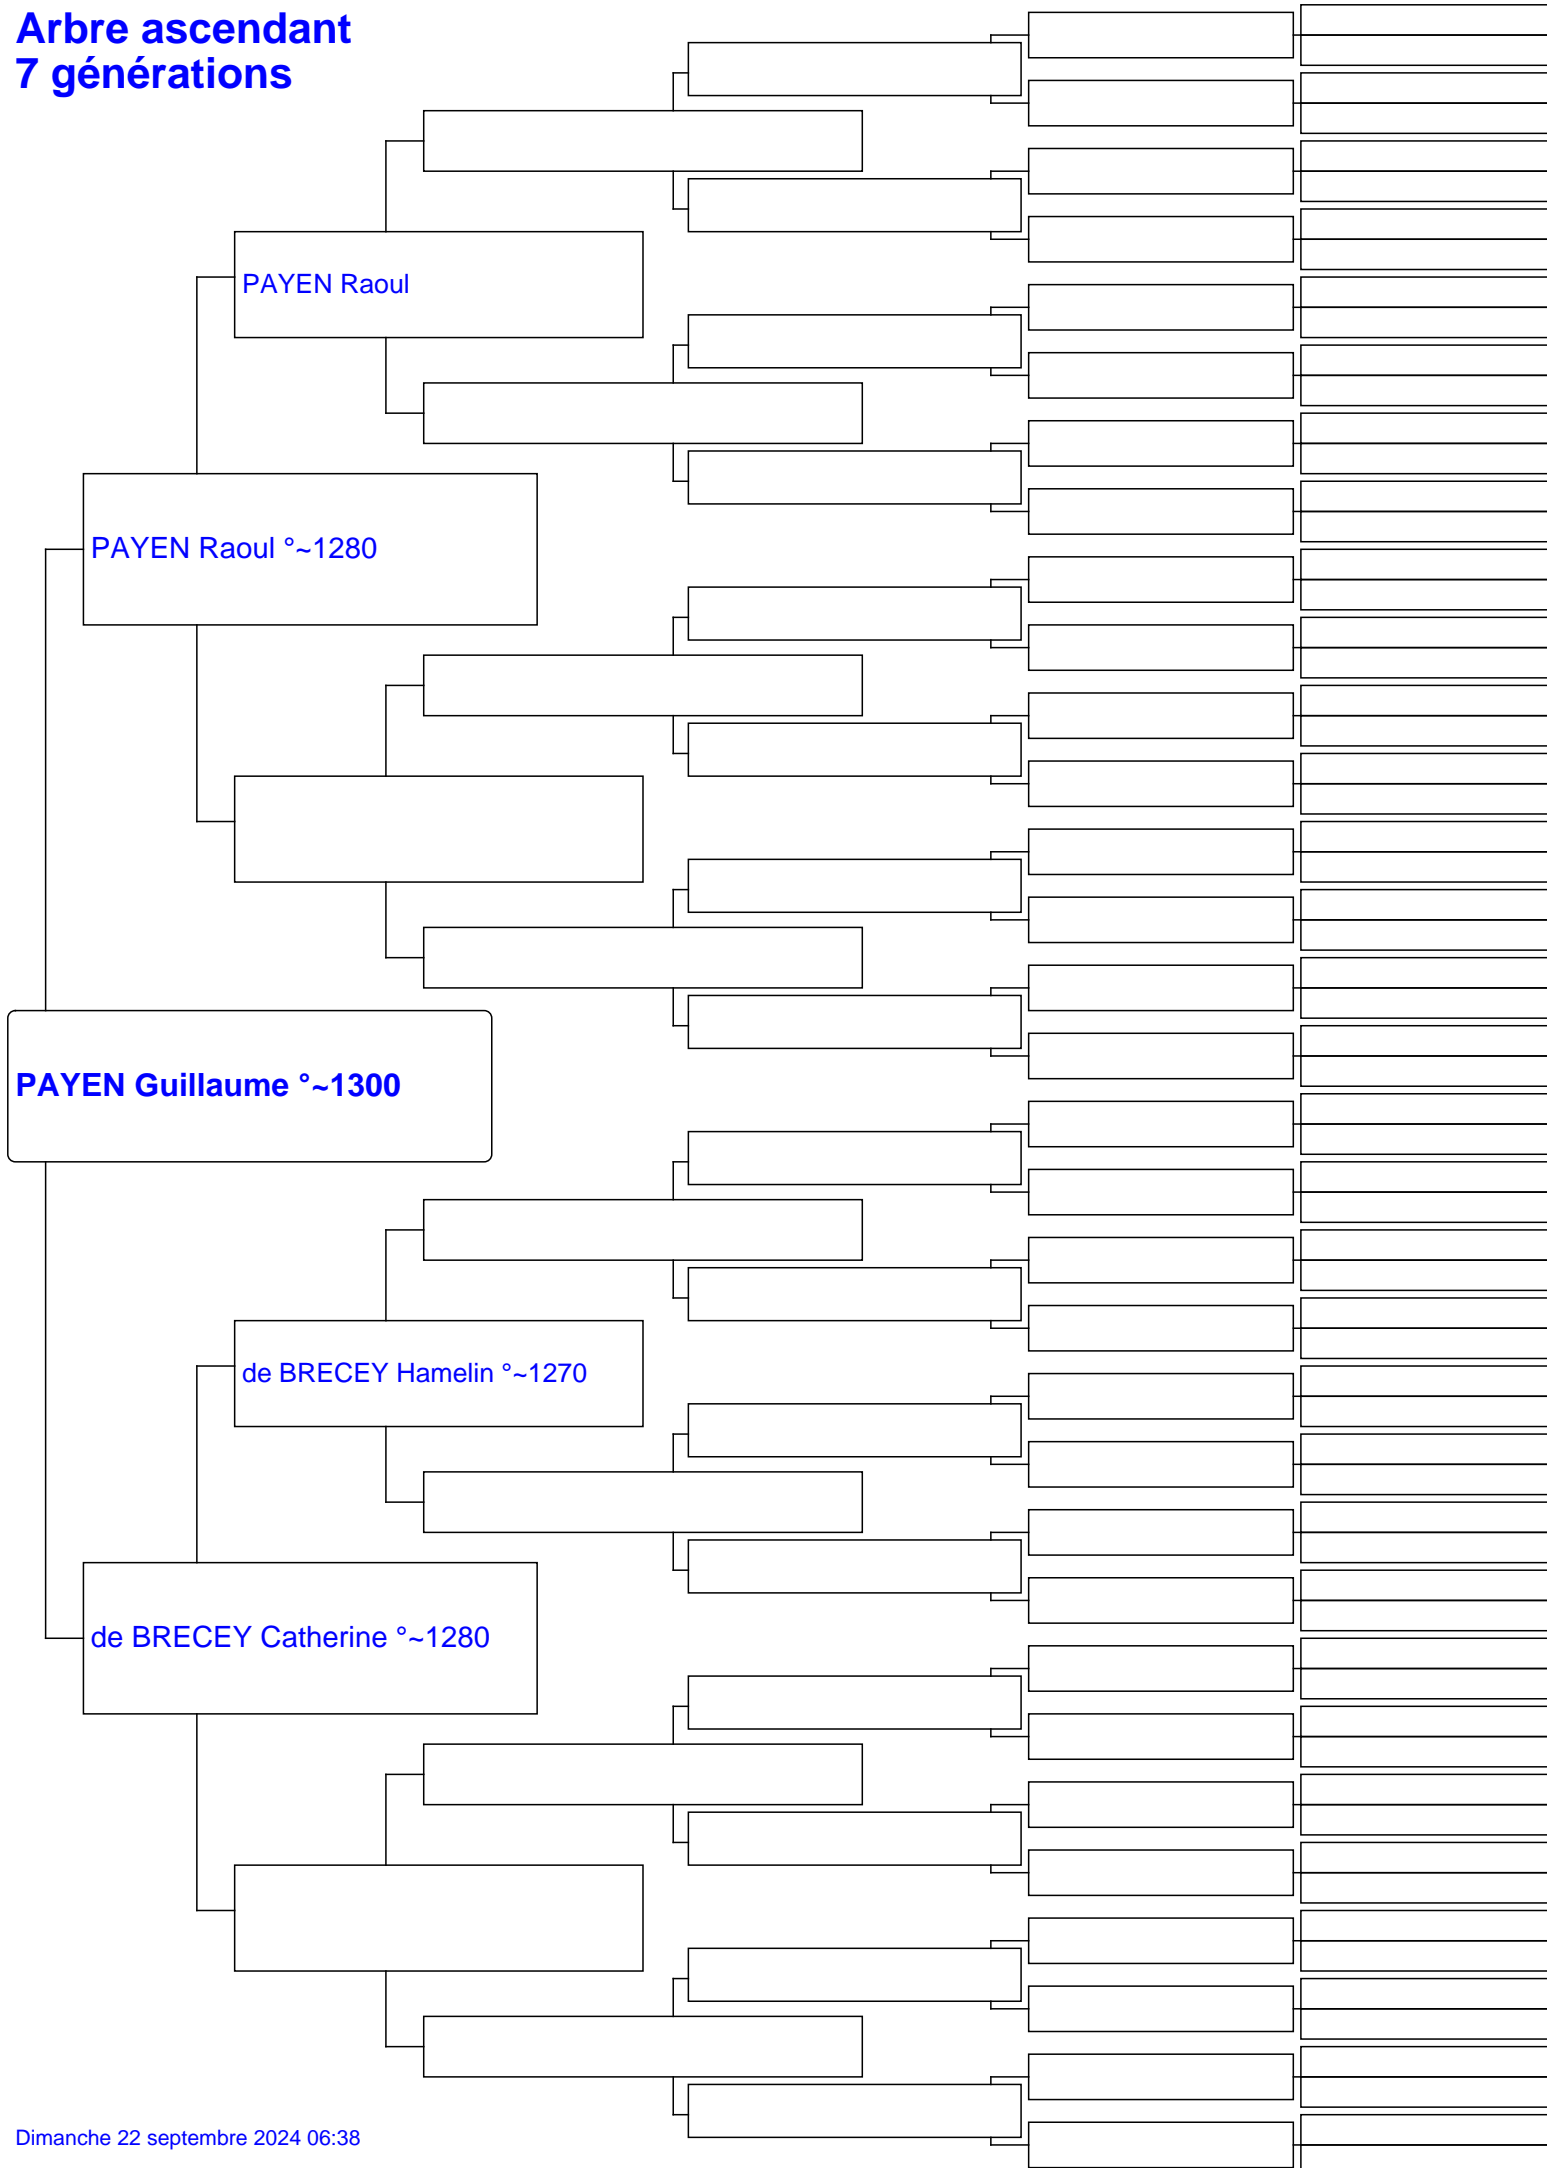 Arbre ascendant
7 générations
PAYEN Raoul
PAYEN Raoul °~1280
PAYEN Guillaume °~1300
de BRECEY Hamelin °~1270
de BRECEY Catherine °~1280
Dimanche 22 septembre 2024 06:38